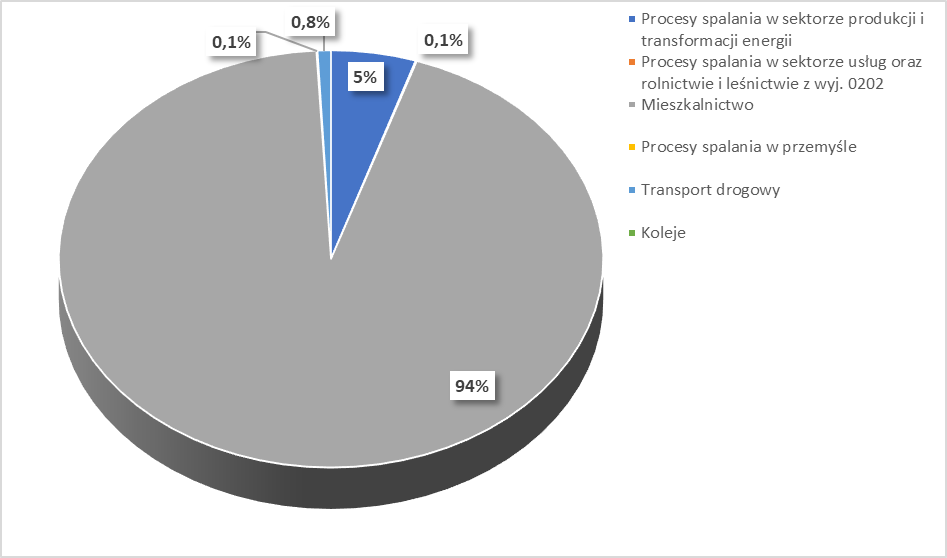 0,8%
0,1%
0,1%
5%
94%
Procesy spalania w sektorze produkcji i
transformacji energii
Procesy spalania w sektorze usług oraz
rolnictwie i leśnictwie z wyj. 0202
Mieszkalnictwo
Procesy spalania w przemyśle
Transport drogowy
Koleje